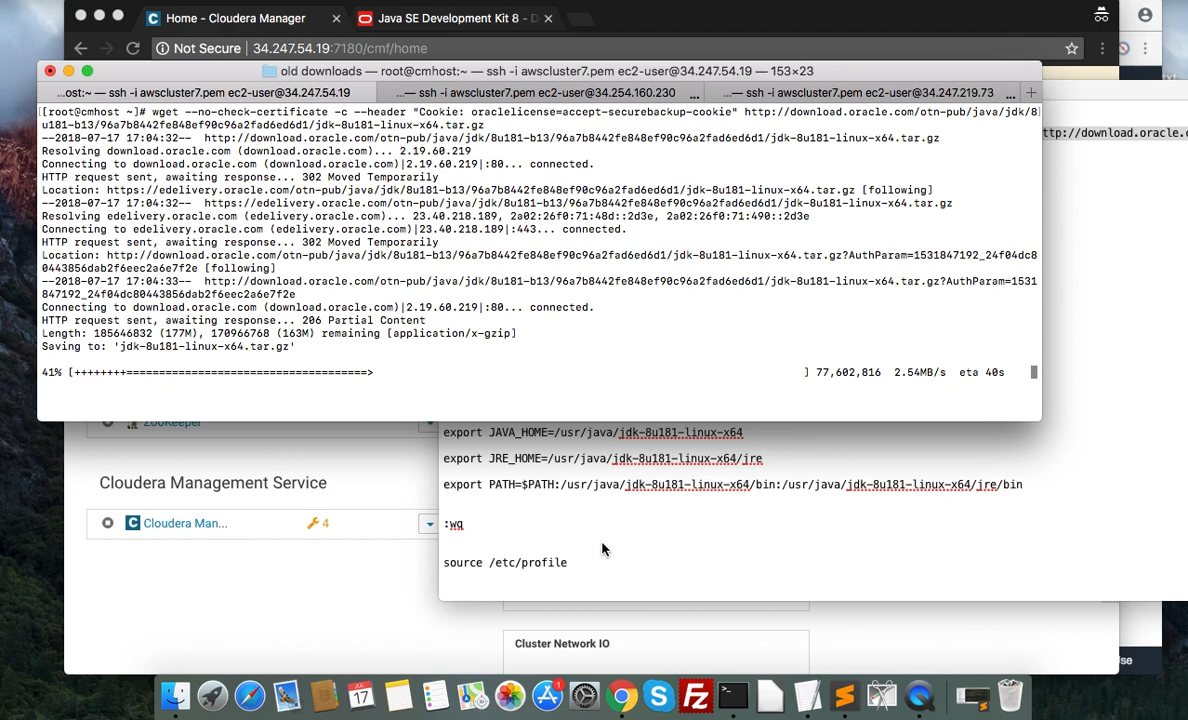 Home - Cloudera Manager
Java SE Development Kit 8 - D
Not Secure 34.247.54.19:7180/cmf/home
old downloads — root@cmhost:~ — ssh -i awscluster7.pem ec2-user@34.247.54.19 — 153×23
...ost:~ — ssh -i awscluster7.pem ec2-user@34.247.54.19
...— ssh -i awscluster7.pem ec2-user@34.254.160.230 ...
...— ssh -i awscluster7.pem ec2-user@34.247.219.73 ... +
[root@cmhost ~]# wget --no-check-certificate -c --header "Cookie: oraclelicense=accept-securebackup-cookie" http://download.oracle.com/otn-pub/java/jdk/8
u181-b13/96a7b8442fe848ef90c96a2fad6ed6d1/jdk-8u181-linux-x64.tar.gz
--2018-07-17 17:04:32-- http://download.oracle.com/otn-pub/java/jdk/8u181-b13/96a7b8442fe848ef90c96a2fad6ed6d1/jdk-8u181-linux-x64.tar.gz
Resolving download.oracle.com (download.oracle.com)... 2.19.60.219
Connecting to download.oracle.com (download.oracle.com)|2.19.60.219|:80... connected.
HTTP request sent, awaiting response... 302 Moved Temporarily
Location: https://edelivery.oracle.com/otn-pub/java/jdk/8u181-b13/96a7b8442fe848ef90c96a2fad6ed6d1/jdk-8u181-linux-x64.tar.gz [following]
--2018-07-17 17:04:32-- https://edelivery.oracle.com/otn-pub/java/jdk/8u181-b13/96a7b8442fe848ef90c96a2fad6ed6d1/jdk-8u181-linux-x64.tar.gz
Resolving edelivery.oracle.com (edelivery.oracle.com)... 23.40.218.189, 2a02:26f0:71:48d::2d3e, 2a02:26f0:71:490::2d3e
Connecting to edelivery.oracle.com (edelivery.oracle.com)|23.40.218.189|:443... connected.
HTTP request sent, awaiting response... 302 Moved Temporarily
Location: http://download.oracle.com/otn-pub/java/jdk/8u181-b13/96a7b8442fe848ef90c96a2fad6ed6d1/jdk-8u181-linux-x64.tar.gz?AuthParam=1531847192_24f04dc8
0443856dab2f6eec2a6e7f2e [following]
--2018-07-17 17:04:33-- http://download.oracle.com/otn-pub/java/jdk/8u181-b13/96a7b8442fe848ef90c96a2fad6ed6d1/jdk-8u181-linux-x64.tar.gz?AuthParam=1531
847192_24f04dc80443856dab2f6eec2a6e7f2e
Connecting to download.oracle.com (download.oracle.com)|2.19.60.219|:80... connected.
HTTP request sent, awaiting response... 206 Partial Content
Length: 185646832 (177M), 170966768 (163M) remaining [application/x-gzip]
Saving to: 'jdk-8u181-linux-x64.tar.gz'
41% [++++++++======================================> ] 77,602,816 2.54MB/s eta 40s
ttp://download.oracle.c
ZooKeeper
Cloudera Management Service
Cloudera Man... 4
export JAVA_HOME=/usr/java/jdk-8u181-linux-x64
export JRE_HOME=/usr/java/jdk-8u181-linux-x64/jre
export PATH=$PATH:/usr/java/jdk-8u181-linux-x64/bin:/usr/java/jdk-8u181-linux-x64/jre/bin
:wq
source /etc/profile
Cluster Network IO
JUL
17
1